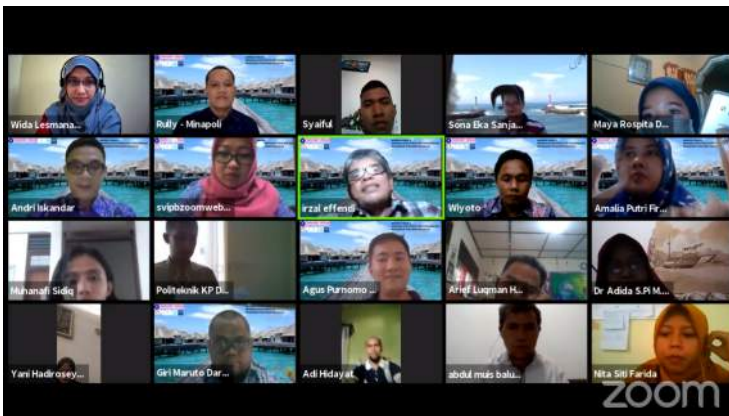 Wida Lesmana...
Rully - Minapoli
Syaiful
Sona Eka Sanja...
Maya Rospita D...
Andri Iskandar
svipbzoomweb...
irzal effendi
Wiyoto
Amalia Putri Fir...
Muhanafi Sidiq
Politeknik KP D...
Agus Purnomo ...
Arief Luqman H...
Dr Adida S.Pi M....
Yani Hadirosey...
Giri Maruto Dar...
Adi Hidayat
abdul muis balu...
Nita Siti Farida
zoom